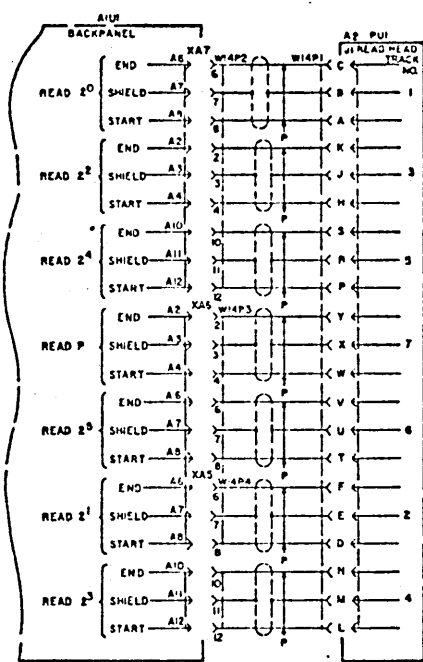 A1U1
BACKPANEL
A2 PU1
J1 READ HEAD
TRACK
NO.
XA7 W14P2 W14P1
READ 2⁰
END A6 6 C
SHIELD A7 7 B 1
START A8 8 A
P
READ 2²
END A2 2 K
SHIELD A3 3 J 3
START A4 4 H
P
READ 2⁴
END A10 10 S
SHIELD A11 11 R 5
START A12 12 P
P
XA6 W14P3
READ P
END A2 2 Y
SHIELD A3 3 X 7
START A4 4 W
P
READ 2⁵
END A6 6 V
SHIELD A7 7 U 6
START A8 8 T
P
XA5 W14P4
READ 2¹
END A6 6 F
SHIELD A7 7 E 2
START A8 8 D
P
READ 2³
END A10 10 N
SHIELD A11 11 M 4
START A12 12 L
P